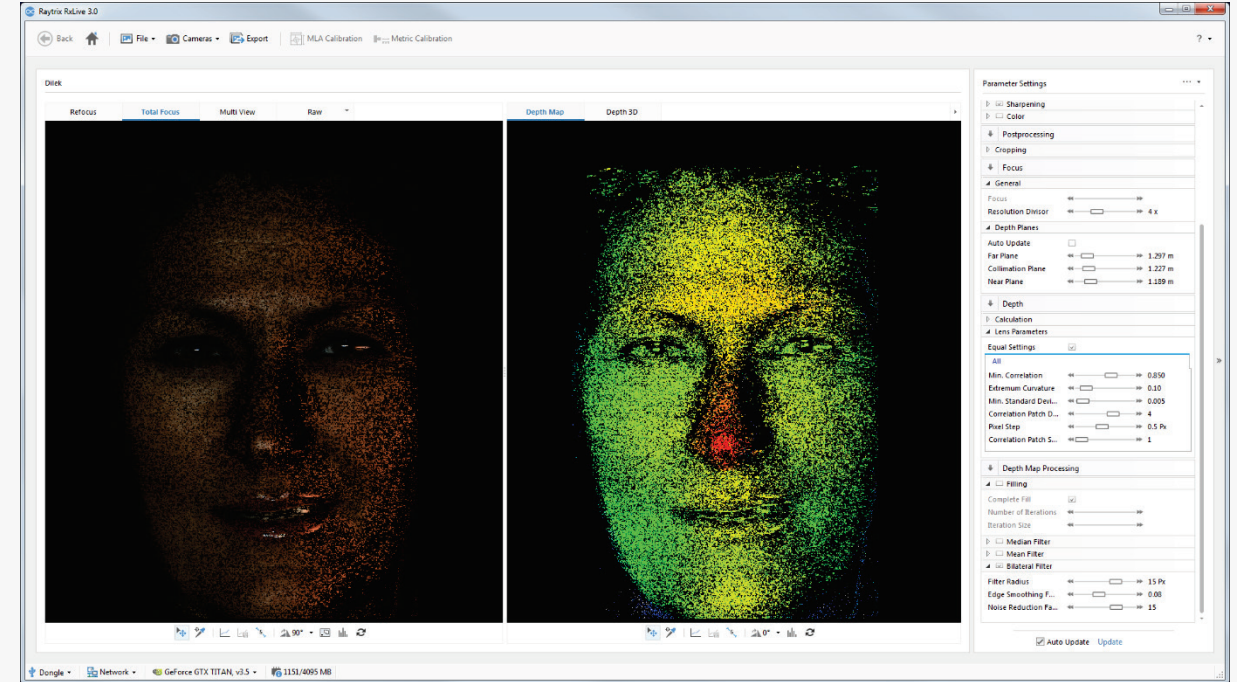 Raytrix RxLive 3.0
Back File Cameras Export MLA Calibration Metric Calibration ?
Dilek
Refocus Total Focus Multi View Raw
Depth Map Depth 3D
Parameter Settings
Sharpening
Color
Postprocessing
Cropping
Focus
General
Focus
Resolution Divisor 4 x
Depth Planes
Auto Update
Far Plane 1.297 m
Collimation Plane 1.227 m
Near Plane 1.189 m
Depth
Calculation
Lens Parameters
Equal Settings
All
Min. Correlation 0.850
Extremum Curvature 0.10
Min. Standard Devi... 0.005
Correlation Patch D... 4
Pixel Step 0.5 Px
Correlation Patch S... 1
Depth Map Processing
Filling
Complete Fill
Number of Iterations
Iteration Size
Median Filter
Mean Filter
Bilateral Filter
Filter Radius 15 Px
Edge Smoothing F... 0.08
Noise Reduction Fa... 15
90° 0°
Auto Update Update
Dongle Network GeForce GTX TITAN, v3.5 1151/4095 MB